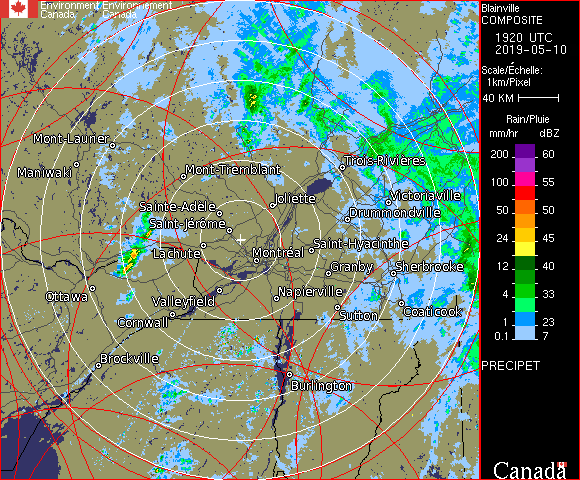 Environment Environnement
Canada Canada
Blainville
COMPOSITE
1920 UTC
2019-05-10
Scale/Échelle:
1km/Pixel
40 KM
Rain/Pluie
mm/hr dBZ
200 60
150 57
100 55
50 50
24 45
12 40
4 33
1 23
0.1 7
PRECIPET
Canada
Mont-Laurier
Maniwaki
Mont-Tremblant
Trois-Rivières
Sainte-Adèle
Joliette
Victoriaville
Saint-Jérôme
Drummondville
Lachute
Montréal
Saint-Hyacinthe
Granby
Sherbrooke
Ottawa
Valleyfield
Napierville
Cornwall
Sutton
Coaticook
Brockville
Burlington